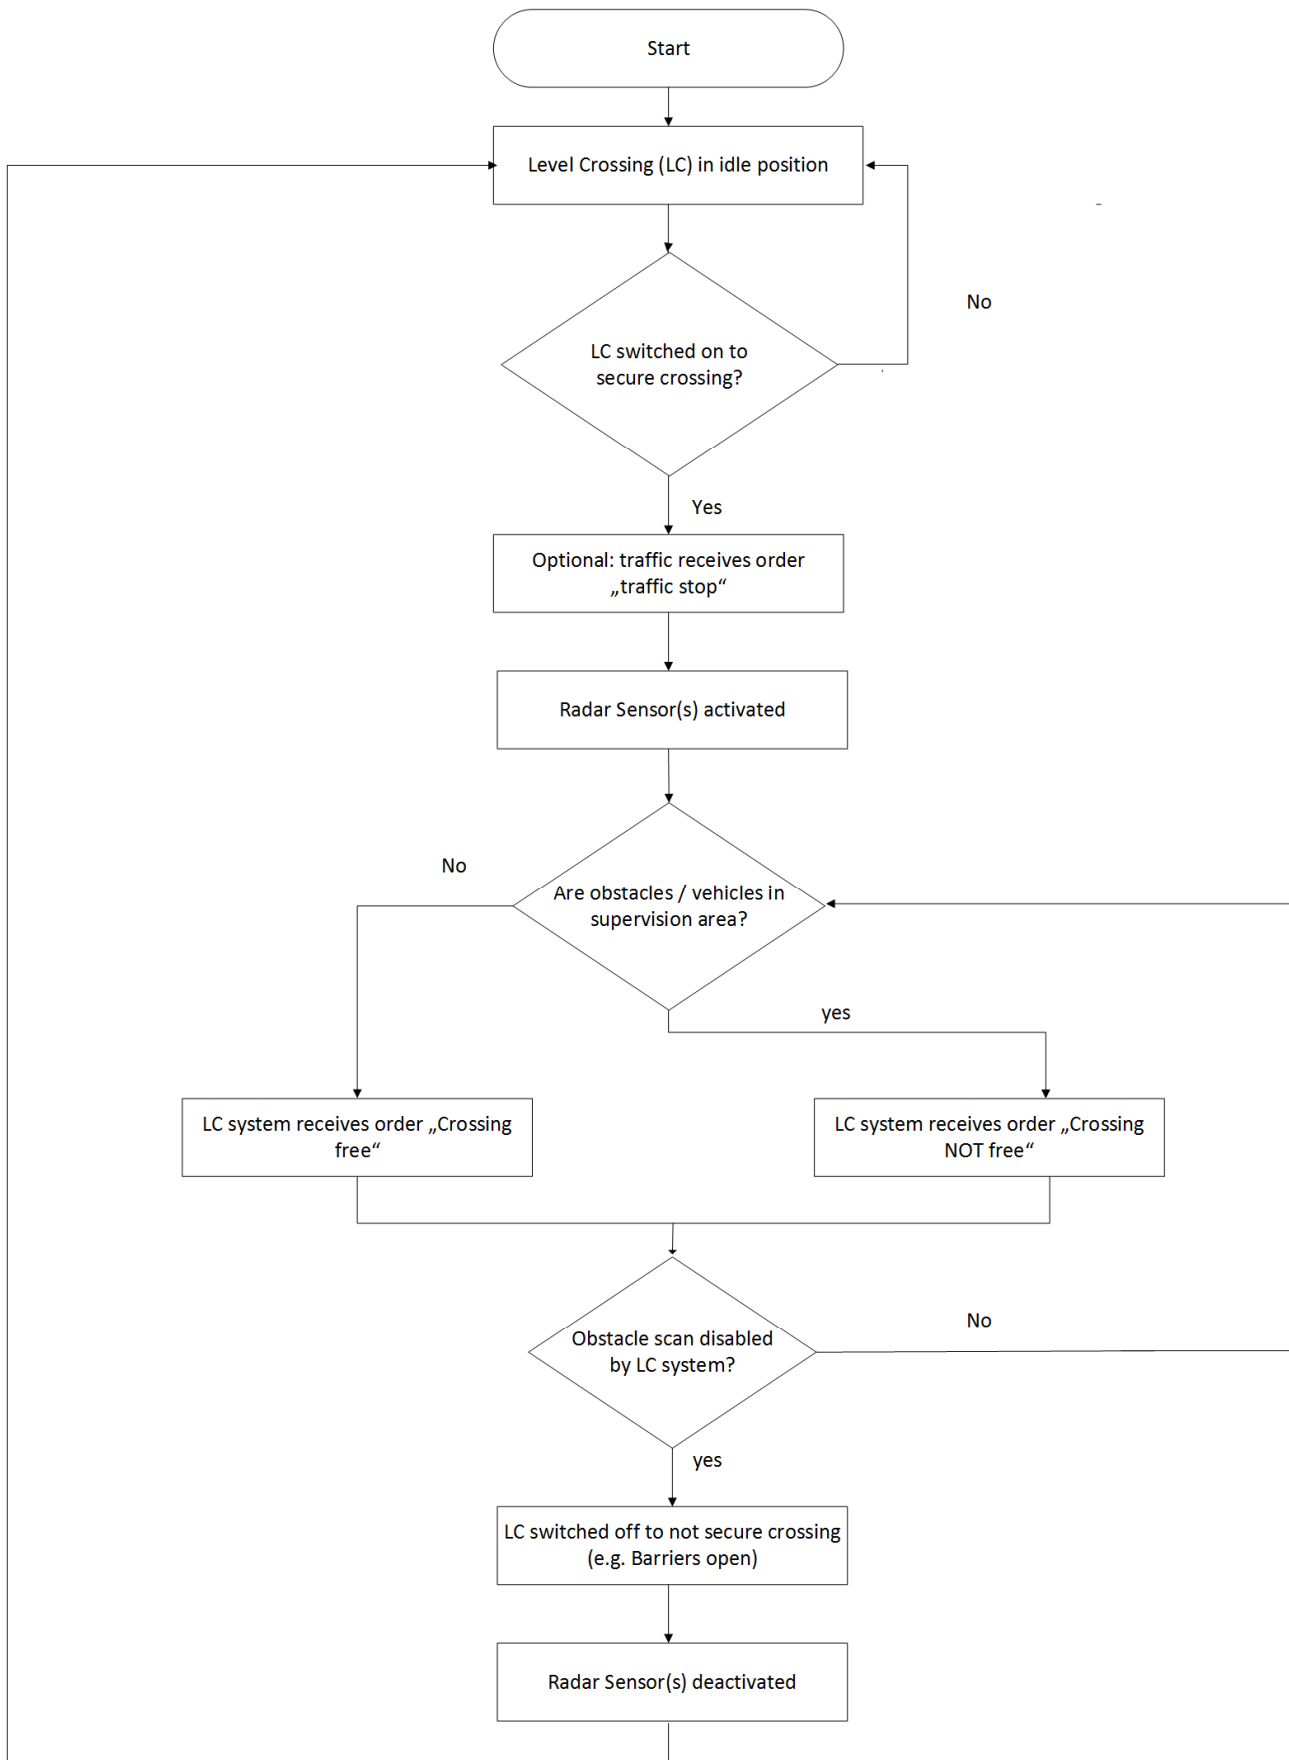 Start
Level Crossing (LC) in idle position
No
LC switched on to
secure crossing?
Yes
Optional: traffic receives order
„traffic stop“
Radar Sensor(s) activated
No
Are obstacles / vehicles in
supervision area?
yes
LC system receives order „Crossing
free“
LC system receives order „Crossing
NOT free“
No
Obstacle scan disabled
by LC system?
yes
LC switched off to not secure crossing
(e.g. Barriers open)
Radar Sensor(s) deactivated